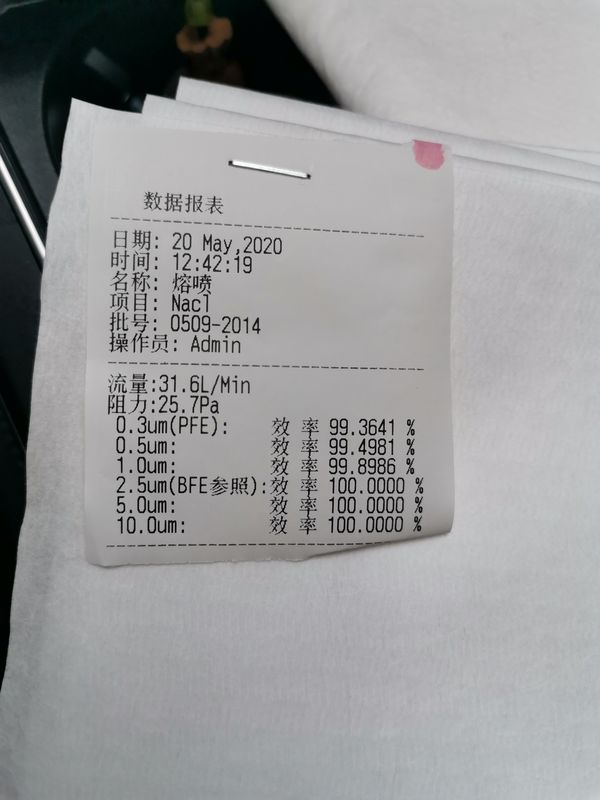 数据报表
日期: 20 May,2020
时间: 12:42:19
名称: 熔喷
项目: Nacl
批号: 0509-2014
操作员: Admin
流量:31.6L/Min
阻力:25.7Pa
0.3um(PFE): 效 率 99.3641 %
0.5um: 效 率 99.4981 %
1.0um: 效 率 99.8986 %
2.5um(BFE参照):效 率 100.0000 %
5.0um: 效 率 100.0000 %
10.0um: 效 率 100.0000 %